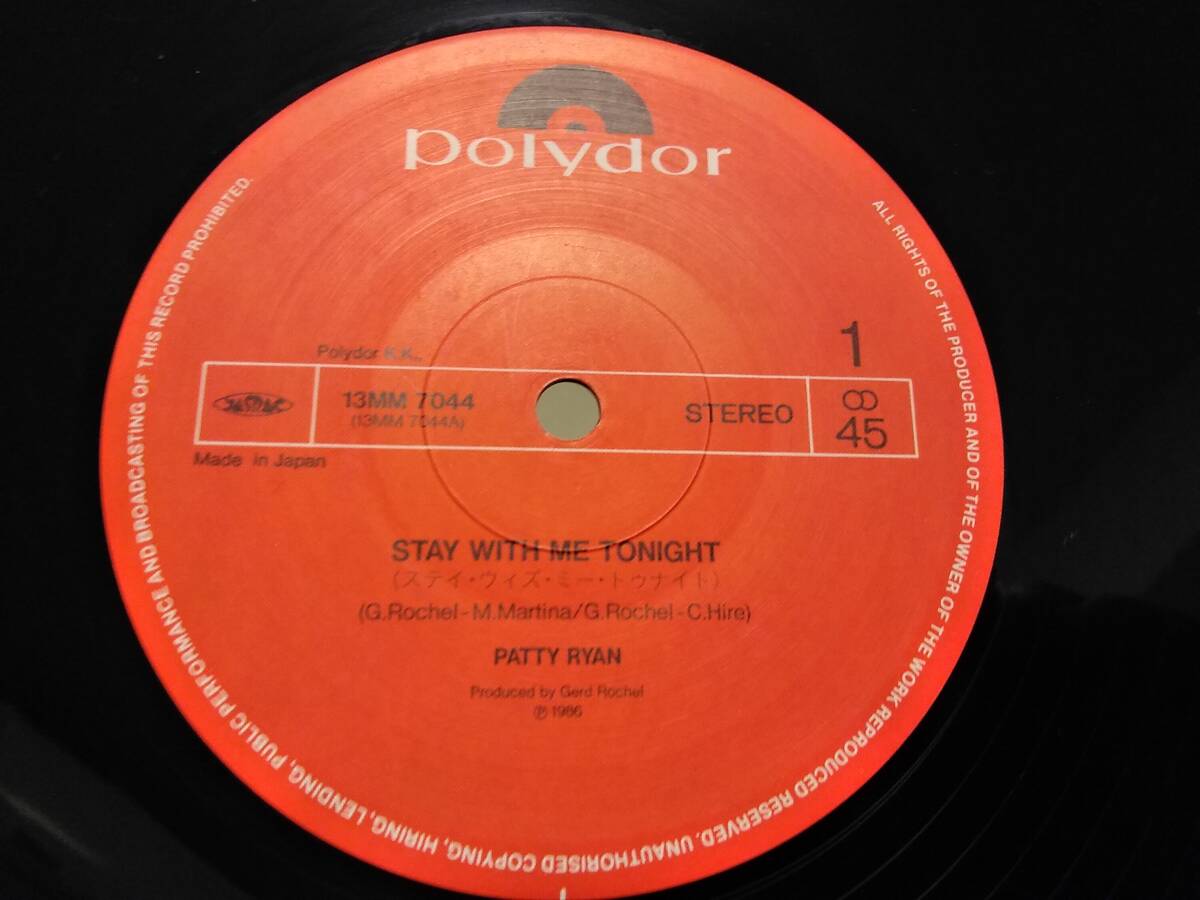 polydor
1
Polydor K.K.,
JASRAC
13MM 7044
(13MM 7044A)
STEREO
∞
45
Made in Japan
STAY WITH ME TONIGHT
(ステイ・ウィズ・ミー・トゥナイト)
(G.Rochel-M.Martina/G.Rochel-C.Hire)
PATTY RYAN
Produced by Gerd Rochel
℗ 1986
ALL RIGHTS OF THE PRODUCER AND OF THE OWNER OF THE WORK REPRODUCED RESERVED. UNAUTHORISED COPYING, HIRING, LENDING, PUBLIC PERFORMANCE AND BROADCASTING OF THIS RECORD PROHIBITED.